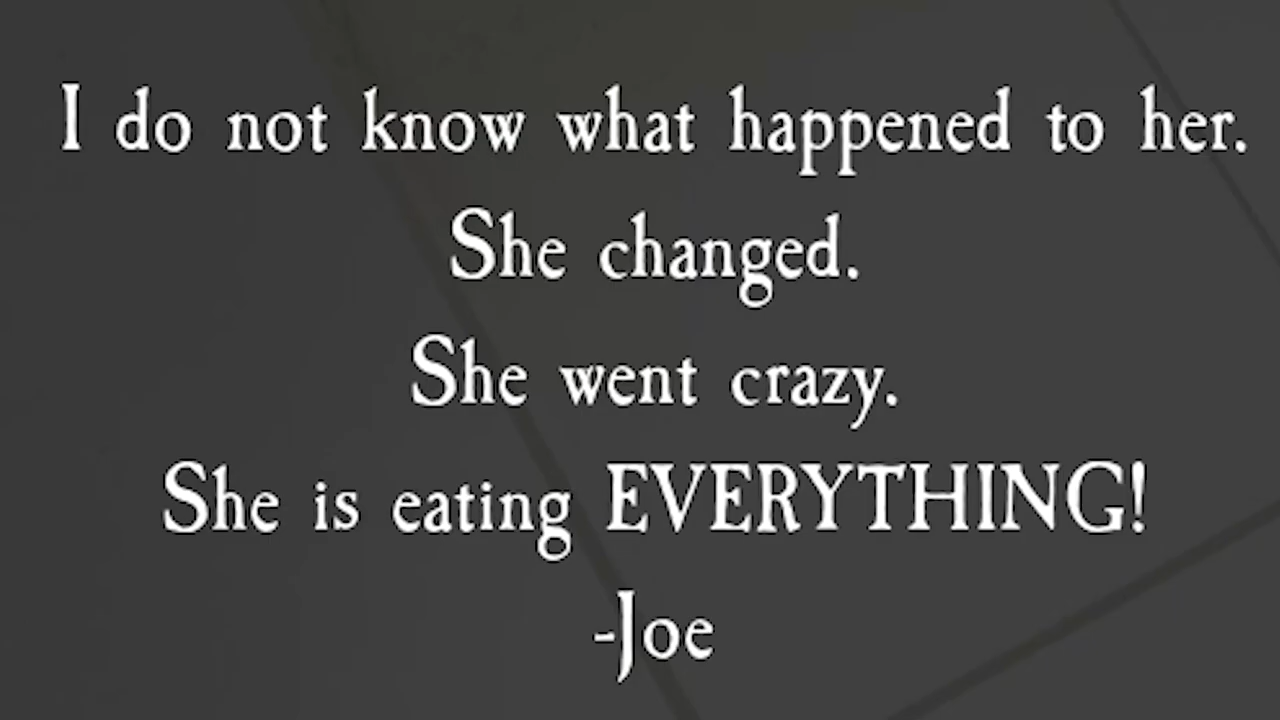 I do not know what happened to her.
She changed.
She went crazy.
She is eating EVERYTHING!
-Joe